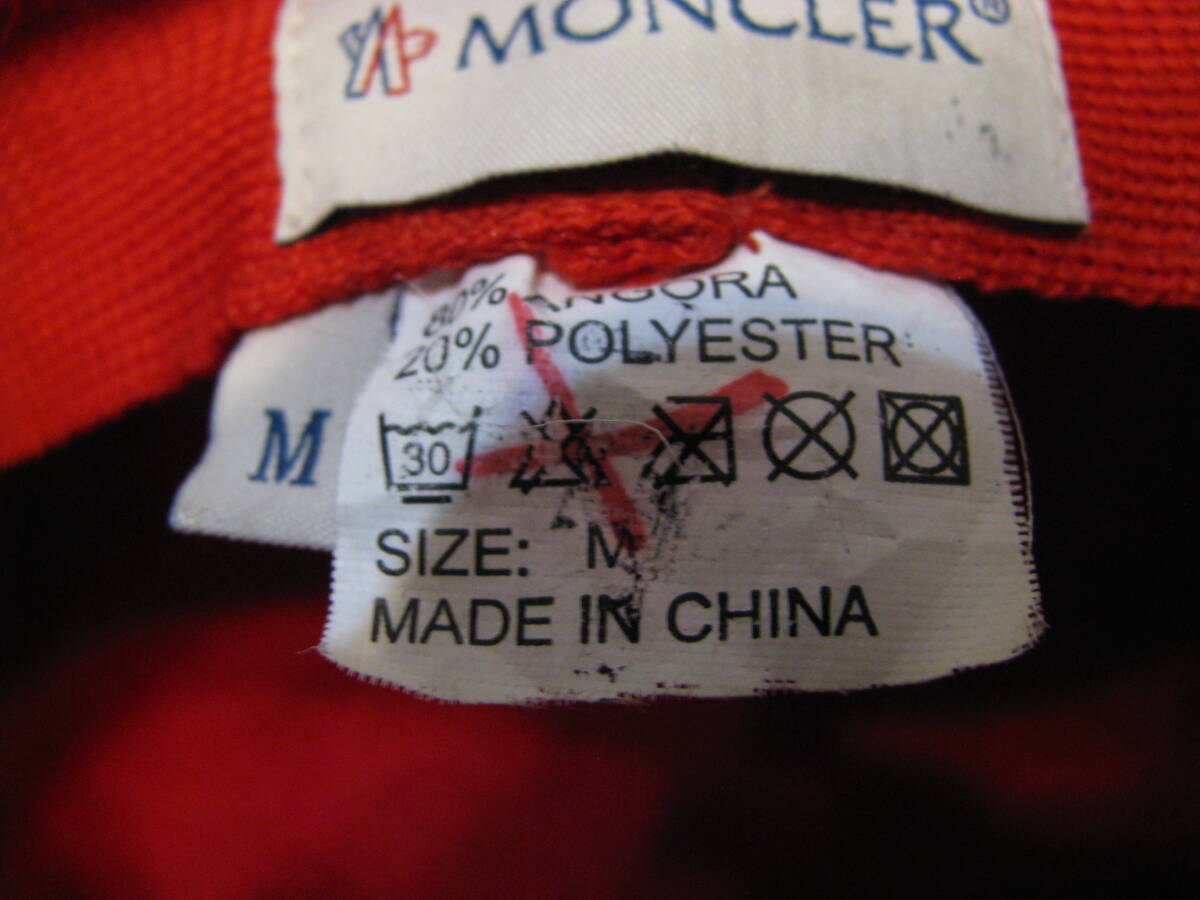 MONCLER®
M
80% ANGORA
20% POLYESTER
30
SIZE: M
MADE IN CHINA